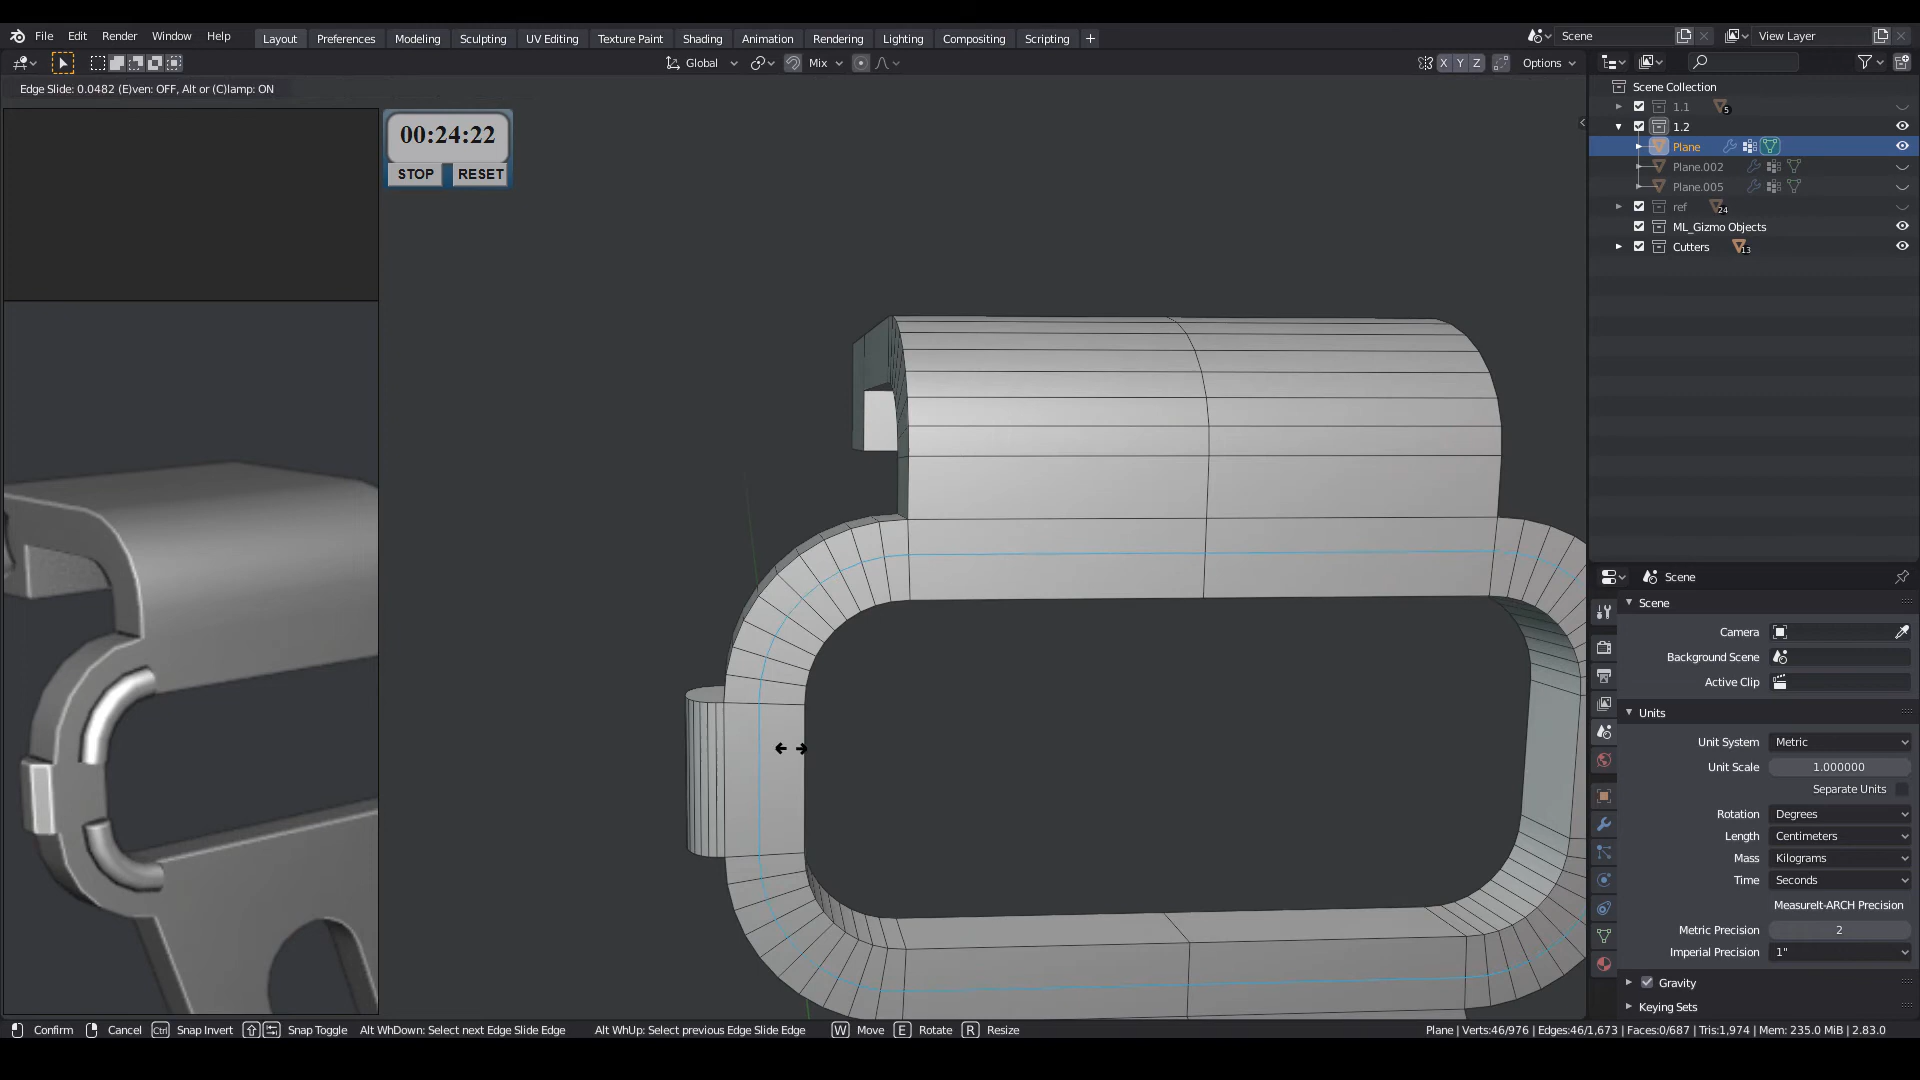 File Edit Render Window Help
Layout Preferences Modeling Sculpting UV Editing Texture Paint Shading Animation Rendering Lighting Compositing Scripting +
Scene
View Layer
Global
Mix
X Y Z
Options
Edge Slide: 0.0482 (E)ven: OFF, Alt or (C)lamp: ON
00:24:22
STOP RESET
Scene Collection
1.1 5
1.2
Plane
Plane.002
Plane.005
ref 24
ML_Gizmo Objects
Cutters 13
Scene
Scene
Camera
Background Scene
Active Clip
Units
Unit System Metric
Unit Scale 1.000000
Separate Units
Rotation Degrees
Length Centimeters
Mass Kilograms
Time Seconds
MeasureIt-ARCH Precision
Metric Precision 2
Imperial Precision 1"
Gravity
Keying Sets
Confirm Cancel Ctrl Snap Invert Snap Toggle Alt WhDown: Select next Edge Slide Edge Alt WhUp: Select previous Edge Slide Edge W Move E Rotate R Resize
Plane | Verts:46/976 | Edges:46/1,673 | Faces:0/687 | Tris:1,974 | Mem: 235.0 MiB | 2.83.0